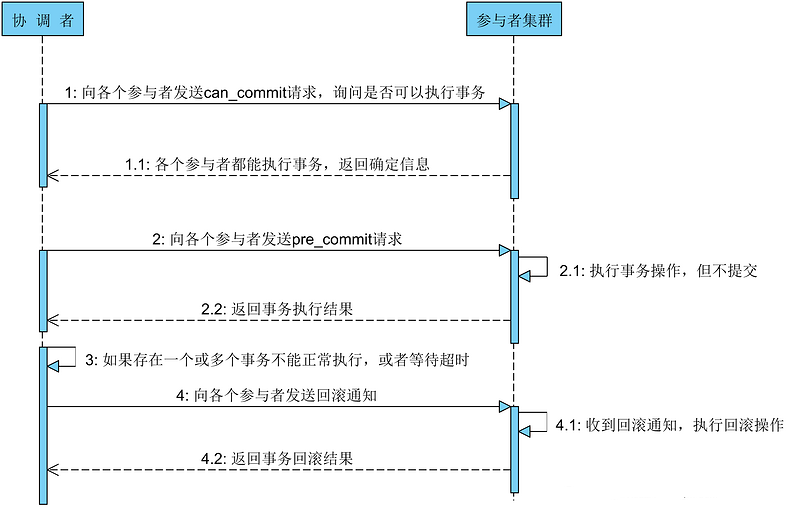 协 调 者
参与者集群
1: 向各个参与者发送can_commit请求，询问是否可以执行事务
1.1: 各个参与者都能执行事务，返回确定信息
2: 向各个参与者发送pre_commit请求
2.1: 执行事务操作，但不提交
2.2: 返回事务执行结果
3: 如果存在一个或多个事务不能正常执行，或者等待超时
4: 向各个参与者发送回滚通知
4.1: 收到回滚通知，执行回滚操作
4.2: 返回事务回滚结果